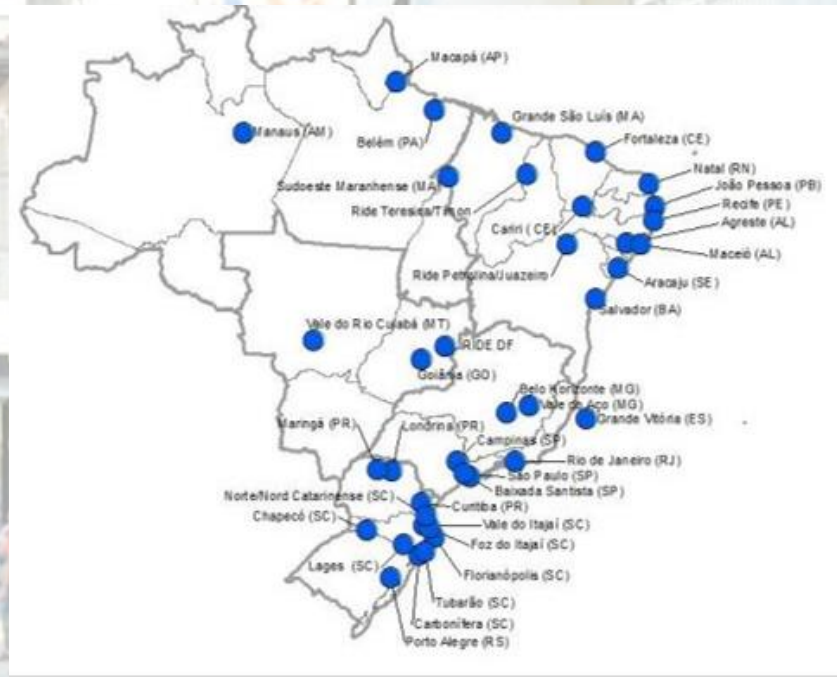 Macapá (AP)
Grande São Luís (MA)
Manaus (AM)
Belém (PA)
Fortaleza (CE)
Natal (RN)
Sudoeste Maranhense (MA)
João Pessoa (PB)
Ride Teresina/Timon
Recife (PE)
Cariri (CE)
Agreste (AL)
Maceió (AL)
Ride Petrolina/Juazeiro
Aracaju (SE)
Salvador (BA)
Vale do Rio Cuiabá (MT)
RIDE DF
Goiânia (GO)
Belo Horizonte (MG)
Vale do Aço (MG)
Grande Vitória (ES)
Maringá (PR)
Londrina (PR)
Campinas (SP)
Rio de Janeiro (RJ)
São Paulo (SP)
Baixada Santista (SP)
Norte/Nord Catarinense (SC)
Curitiba (PR)
Chapecó (SC)
Vale do Itajaí (SC)
Foz do Itajaí (SC)
Lages (SC)
Florianópolis (SC)
Tubarão (SC)
Carbonífera (SC)
Porto Alegre (RS)